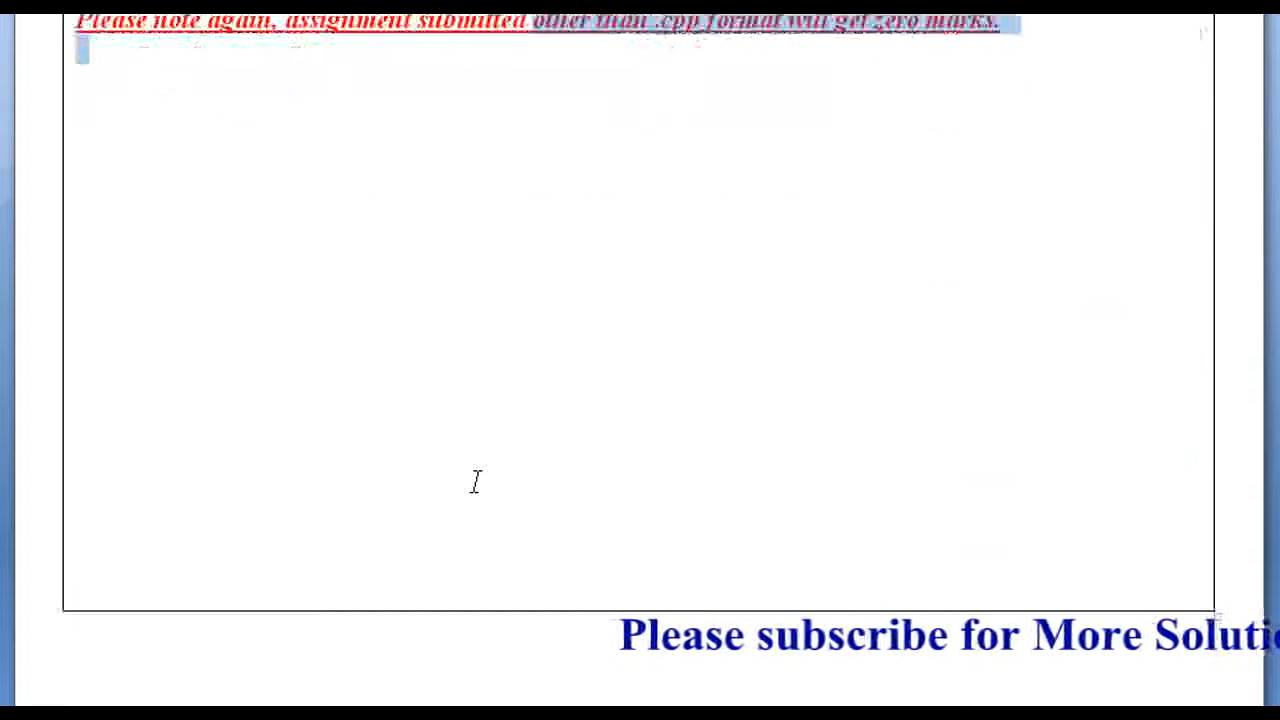 Please note again, assignment submitted other than .cpp format will get zero marks.
Please subscribe for More Soluti